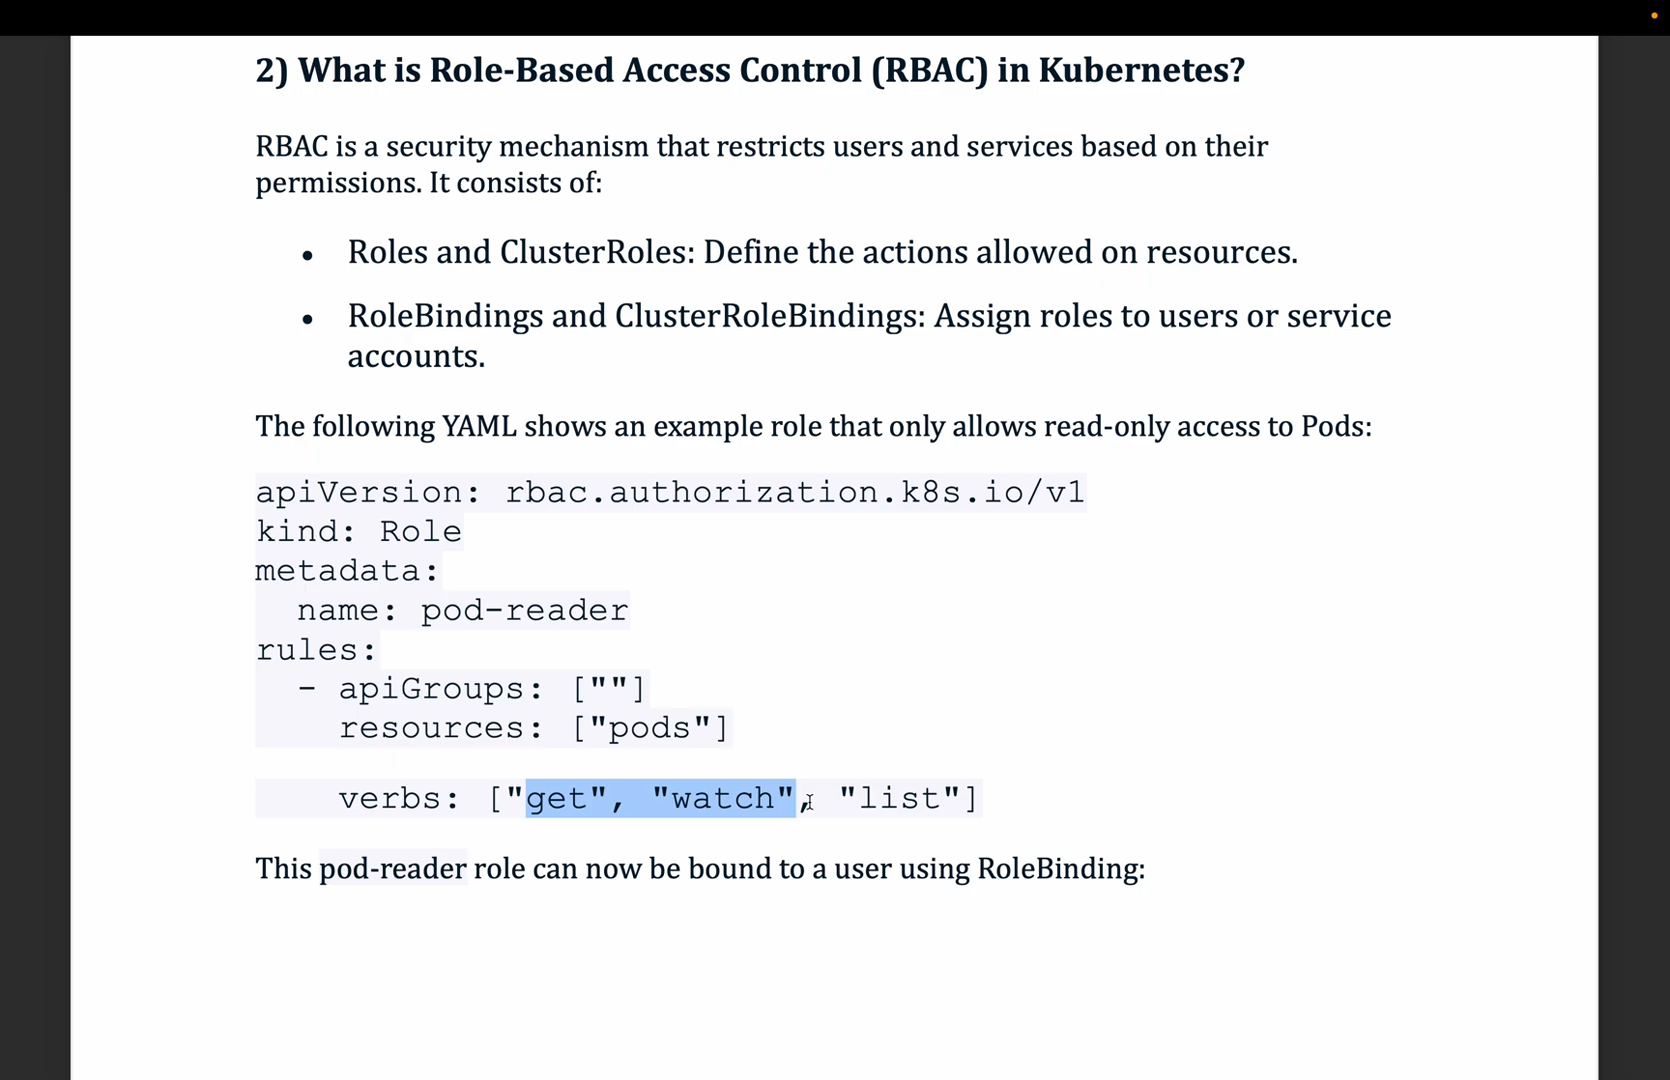 2) What is Role-Based Access Control (RBAC) in Kubernetes?
RBAC is a security mechanism that restricts users and services based on their
permissions. It consists of:
• Roles and ClusterRoles: Define the actions allowed on resources.
• RoleBindings and ClusterRoleBindings: Assign roles to users or service
accounts.
The following YAML shows an example role that only allows read-only access to Pods:
apiVersion: rbac.authorization.k8s.io/v1
kind: Role
metadata:
  name: pod-reader
rules:
  - apiGroups: [""]
    resources: ["pods"]
    verbs: ["get", "watch", "list"]
This pod-reader role can now be bound to a user using RoleBinding: